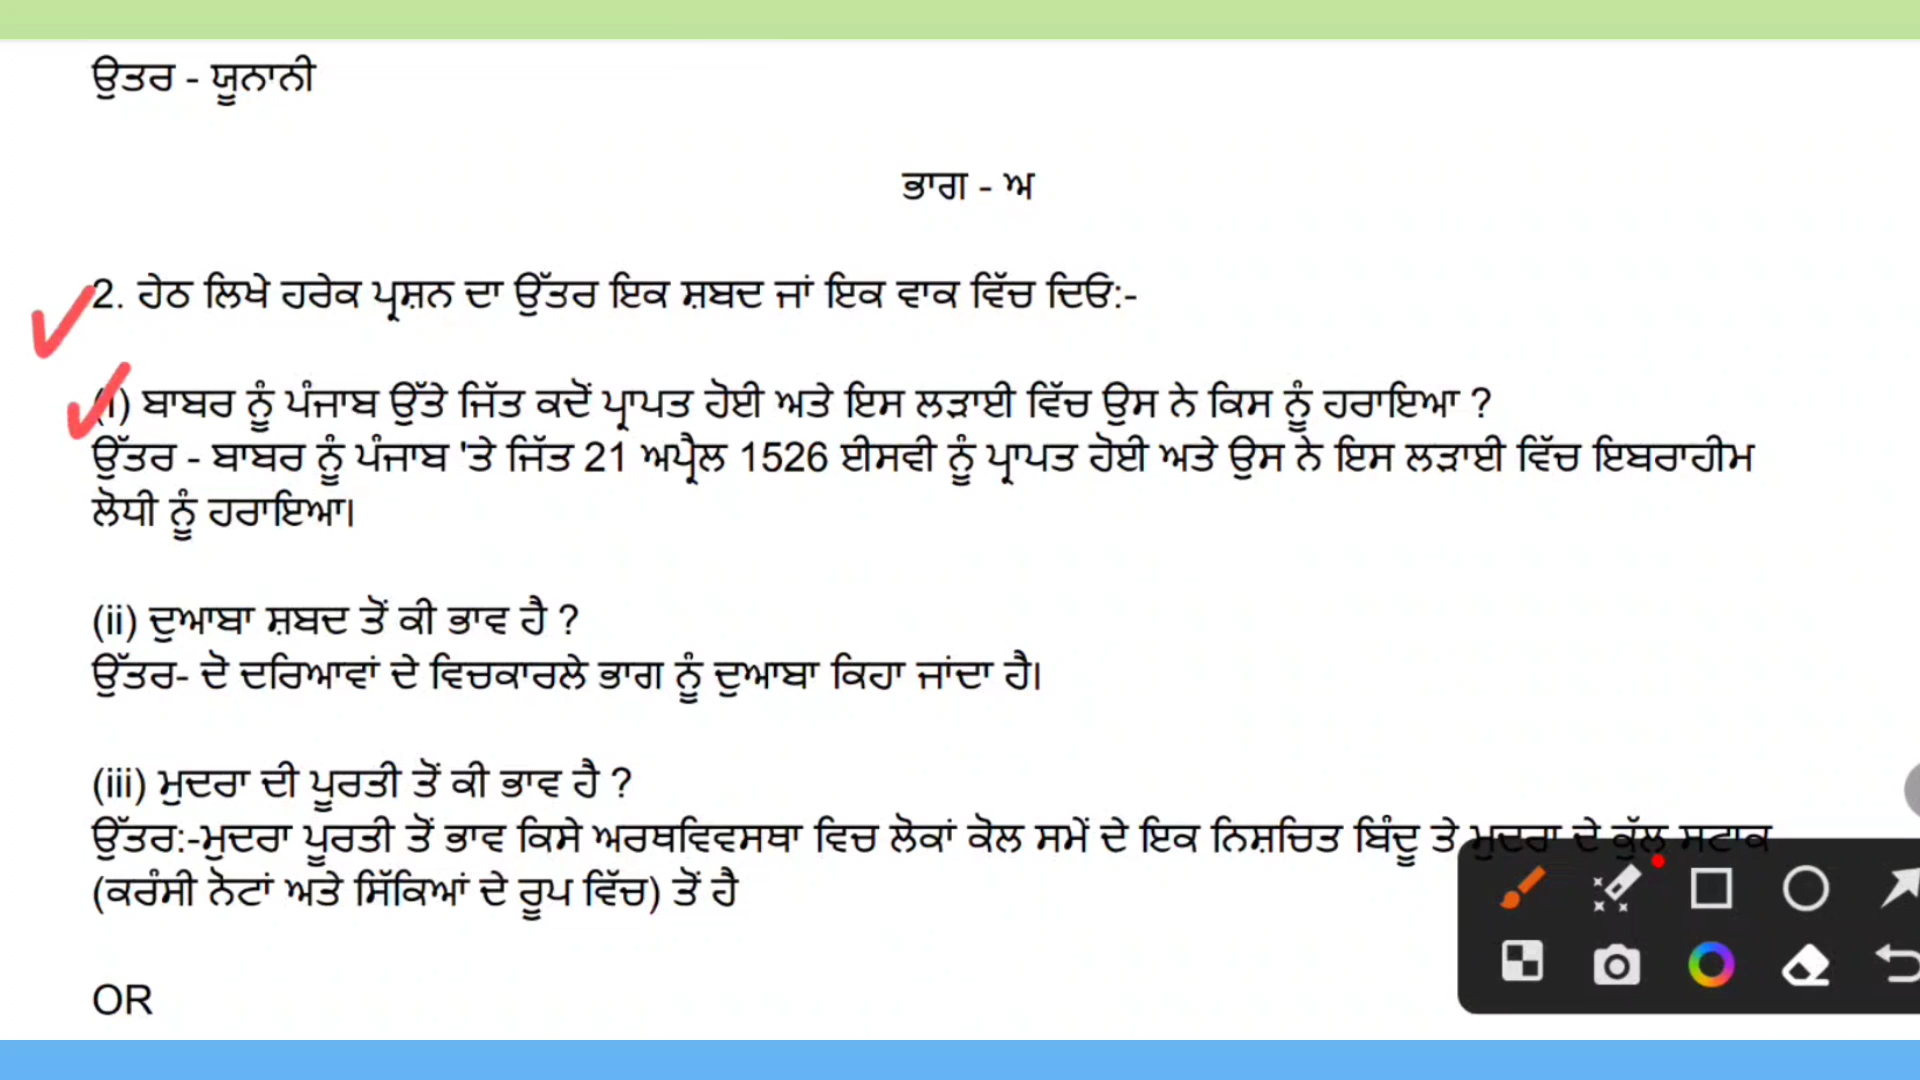 ਉਤਰ - ਯੂਨਾਨੀ
ਭਾਗ - ਅ
2. ਹੇਠ ਲਿਖੇ ਹਰੇਕ ਪ੍ਰਸ਼ਨ ਦਾ ਉੱਤਰ ਇਕ ਸ਼ਬਦ ਜਾਂ ਇਕ ਵਾਕ ਵਿੱਚ ਦਿਓ:-
(i) ਬਾਬਰ ਨੂੰ ਪੰਜਾਬ ਉੱਤੇ ਜਿੱਤ ਕਦੋਂ ਪ੍ਰਾਪਤ ਹੋਈ ਅਤੇ ਇਸ ਲੜਾਈ ਵਿੱਚ ਉਸ ਨੇ ਕਿਸ ਨੂੰ ਹਰਾਇਆ ?
ਉੱਤਰ - ਬਾਬਰ ਨੂੰ ਪੰਜਾਬ 'ਤੇ ਜਿੱਤ 21 ਅਪ੍ਰੈਲ 1526 ਈਸਵੀ ਨੂੰ ਪ੍ਰਾਪਤ ਹੋਈ ਅਤੇ ਉਸ ਨੇ ਇਸ ਲੜਾਈ ਵਿੱਚ ਇਬਰਾਹੀਮ
ਲੋਧੀ ਨੂੰ ਹਰਾਇਆ।
(ii) ਦੁਆਬਾ ਸ਼ਬਦ ਤੋਂ ਕੀ ਭਾਵ ਹੈ ?
ਉੱਤਰ- ਦੋ ਦਰਿਆਵਾਂ ਦੇ ਵਿਚਕਾਰਲੇ ਭਾਗ ਨੂੰ ਦੁਆਬਾ ਕਿਹਾ ਜਾਂਦਾ ਹੈ।
(iii) ਮੁਦਰਾ ਦੀ ਪੂਰਤੀ ਤੋਂ ਕੀ ਭਾਵ ਹੈ ?
ਉੱਤਰ:-ਮੁਦਰਾ ਪੂਰਤੀ ਤੋਂ ਭਾਵ ਕਿਸੇ ਅਰਥਵਿਵਸਥਾ ਵਿਚ ਲੋਕਾਂ ਕੋਲ ਸਮੇਂ ਦੇ ਇਕ ਨਿਸ਼ਚਿਤ ਬਿੰਦੂ ਤੇ ਮੁਦਰਾ ਦੇ ਕੁੱਲ ਸਟਾਕ
(ਕਰੰਸੀ ਨੋਟਾਂ ਅਤੇ ਸਿੱਕਿਆਂ ਦੇ ਰੂਪ ਵਿੱਚ) ਤੋਂ ਹੈ
OR